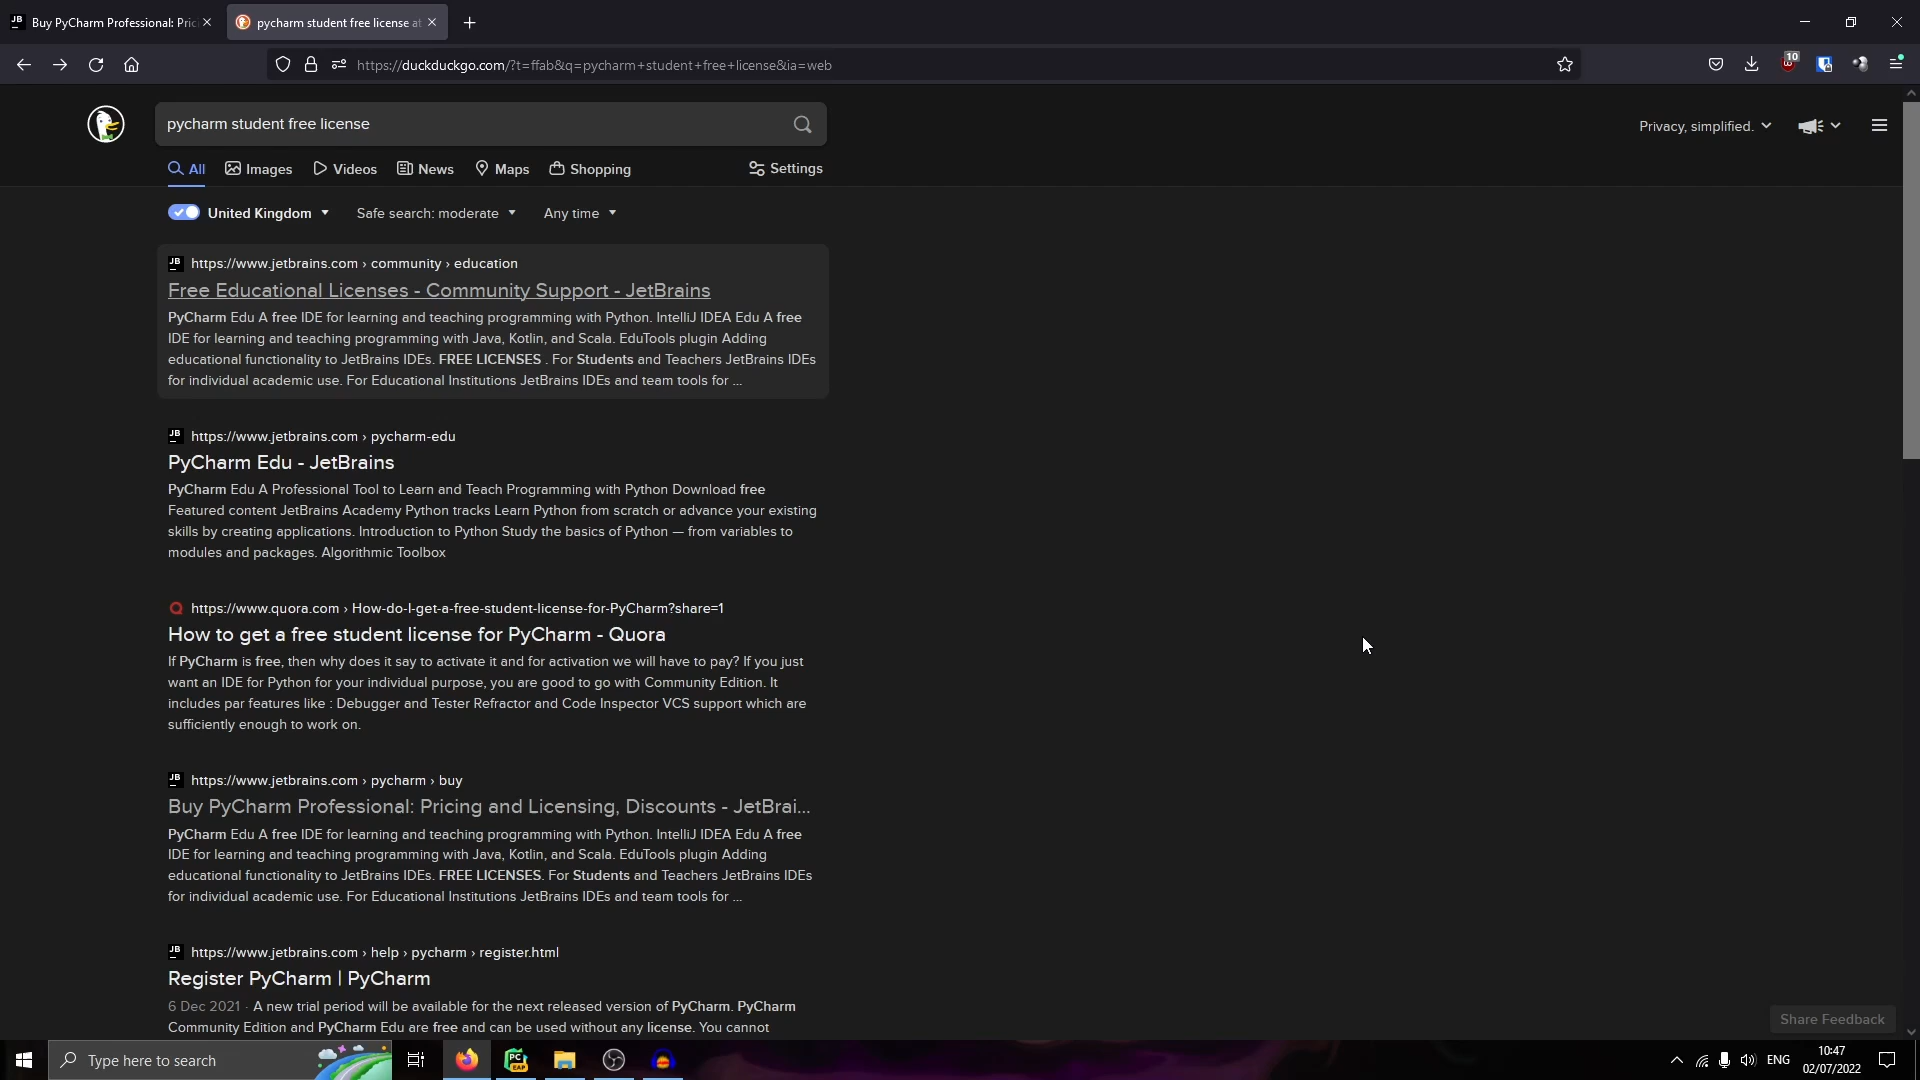 JB Buy PyCharm Professional: Pric
pycharm student free license at
https://duckduckgo.com/?t=ffab&q=pycharm+student+free+license&ia=web
10
pycharm student free license
Privacy, simplified.
All Images Videos News Maps Shopping Settings
United Kingdom Safe search: moderate Any time
JB https://www.jetbrains.com › community › education
Free Educational Licenses - Community Support - JetBrains
PyCharm Edu A free IDE for learning and teaching programming with Python. IntelliJ IDEA Edu A free
IDE for learning and teaching programming with Java, Kotlin, and Scala. EduTools plugin Adding
educational functionality to JetBrains IDEs. FREE LICENSES . For Students and Teachers JetBrains IDEs
for individual academic use. For Educational Institutions JetBrains IDEs and team tools for ...
JB https://www.jetbrains.com › pycharm-edu
PyCharm Edu - JetBrains
PyCharm Edu A Professional Tool to Learn and Teach Programming with Python Download free
Featured content JetBrains Academy Python tracks Learn Python from scratch or advance your existing
skills by creating applications. Introduction to Python Study the basics of Python — from variables to
modules and packages. Algorithmic Toolbox
https://www.quora.com › How-do-I-get-a-free-student-license-for-PyCharm?share=1
How to get a free student license for PyCharm - Quora
If PyCharm is free, then why does it say to activate it and for activation we will have to pay? If you just
want an IDE for Python for your individual purpose, you are good to go with Community Edition. It
includes par features like : Debugger and Tester Refractor and Code Inspector VCS support which are
sufficiently enough to work on.
JB https://www.jetbrains.com › pycharm › buy
Buy PyCharm Professional: Pricing and Licensing, Discounts - JetBrai...
PyCharm Edu A free IDE for learning and teaching programming with Python. IntelliJ IDEA Edu A free
IDE for learning and teaching programming with Java, Kotlin, and Scala. EduTools plugin Adding
educational functionality to JetBrains IDEs. FREE LICENSES. For Students and Teachers JetBrains IDEs
for individual academic use. For Educational Institutions JetBrains IDEs and team tools for ...
JB https://www.jetbrains.com › help › pycharm › register.html
Register PyCharm | PyCharm
6 Dec 2021 · A new trial period will be available for the next released version of PyCharm. PyCharm
Community Edition and PyCharm Edu are free and can be used without any license. You cannot
Share Feedback
Type here to search
PC EAP
ENG
10:47
02/07/2022